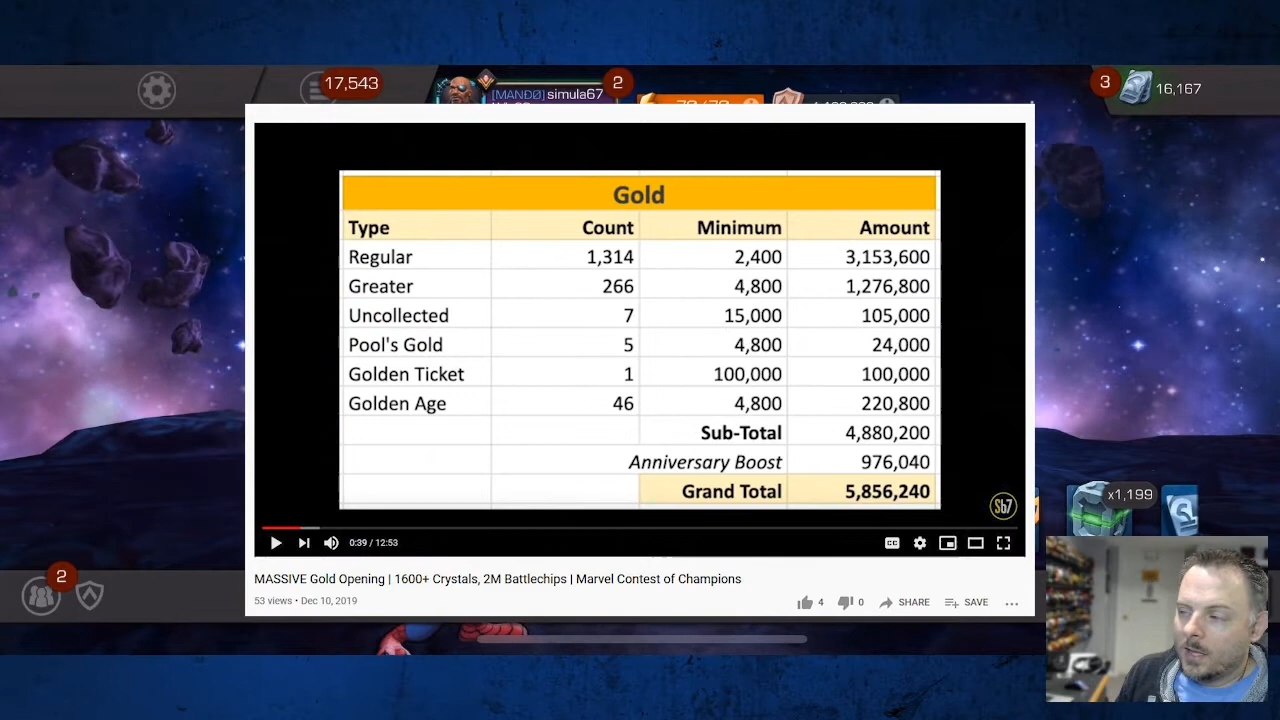 17,543
[MANDØ] simula67
2
3
16,167
Gold
Type Count Minimum Amount
Regular 1,314 2,400 3,153,600
Greater 266 4,800 1,276,800
Uncollected 7 15,000 105,000
Pool's Gold 5 4,800 24,000
Golden Ticket 1 100,000 100,000
Golden Age 46 4,800 220,800
Sub-Total 4,880,200
Anniversary Boost 976,040
Grand Total 5,856,240
S67
x1,199
0:39 / 12:53
CC
MASSIVE Gold Opening | 1600+ Crystals, 2M Battlechips | Marvel Contest of Champions
53 views • Dec 10, 2019
4
0
SHARE
SAVE
2